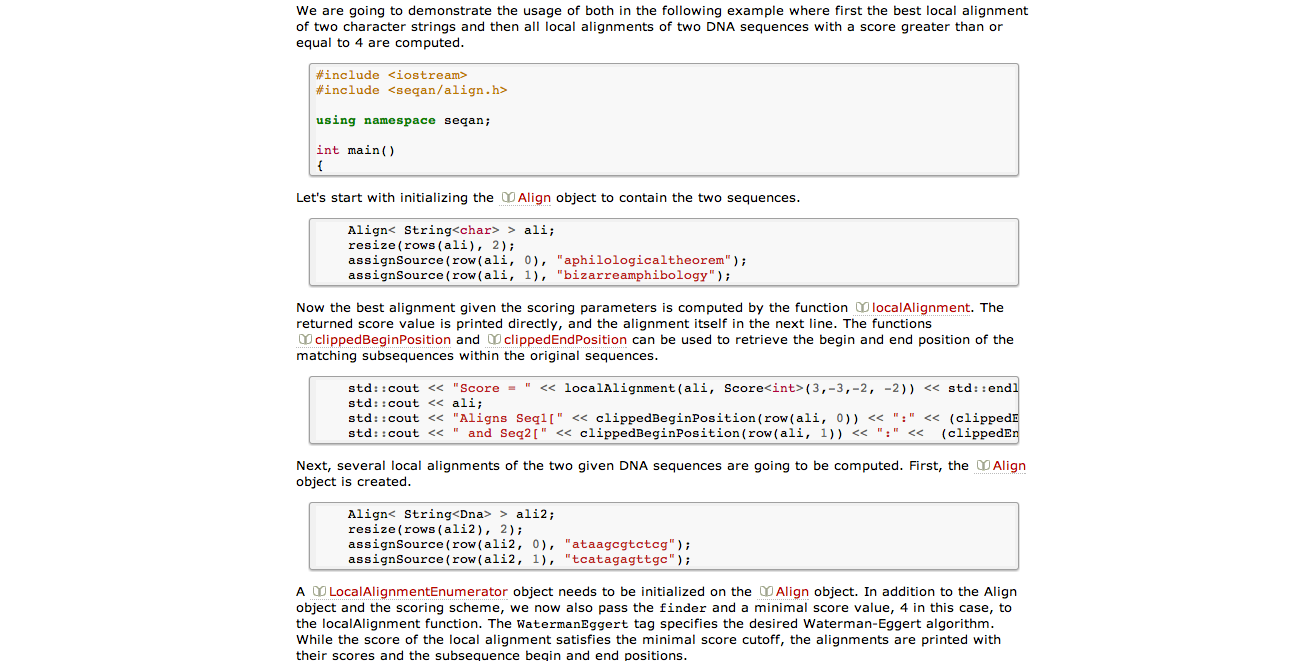 We are going to demonstrate the usage of both in the following example where first the best local alignment
of two character strings and then all local alignments of two DNA sequences with a score greater than or
equal to 4 are computed.
#include <iostream>
#include <seqan/align.h>
using namespace seqan;
int main()
{
Let's start with initializing the Align object to contain the two sequences.
Align< String<char> > ali;
resize(rows(ali), 2);
assignSource(row(ali, 0), "aphilologicaltheorem");
assignSource(row(ali, 1), "bizarreamphibology");
Now the best alignment given the scoring parameters is computed by the function localAlignment. The
returned score value is printed directly, and the alignment itself in the next line. The functions
clippedBeginPosition and clippedEndPosition can be used to retrieve the begin and end position of the
matching subsequences within the original sequences.
std::cout << "Score = " << localAlignment(ali, Score<int>(3,-3,-2, -2)) << std::endl
std::cout << ali;
std::cout << "Aligns Seq1[" << clippedBeginPosition(row(ali, 0)) << ":" << (clippedE
std::cout << " and Seq2[" << clippedBeginPosition(row(ali, 1)) << ":" <<  (clippedEn
Next, several local alignments of the two given DNA sequences are going to be computed. First, the Align
object is created.
Align< String<Dna> > ali2;
resize(rows(ali2), 2);
assignSource(row(ali2, 0), "ataagcgtctcg");
assignSource(row(ali2, 1), "tcatagagttgc");
A LocalAlignmentEnumerator object needs to be initialized on the Align object. In addition to the Align
object and the scoring scheme, we now also pass the finder and a minimal score value, 4 in this case, to
the localAlignment function. The WatermanEggert tag specifies the desired Waterman-Eggert algorithm.
While the score of the local alignment satisfies the minimal score cutoff, the alignments are printed with
their scores and the subsequence begin and end positions.